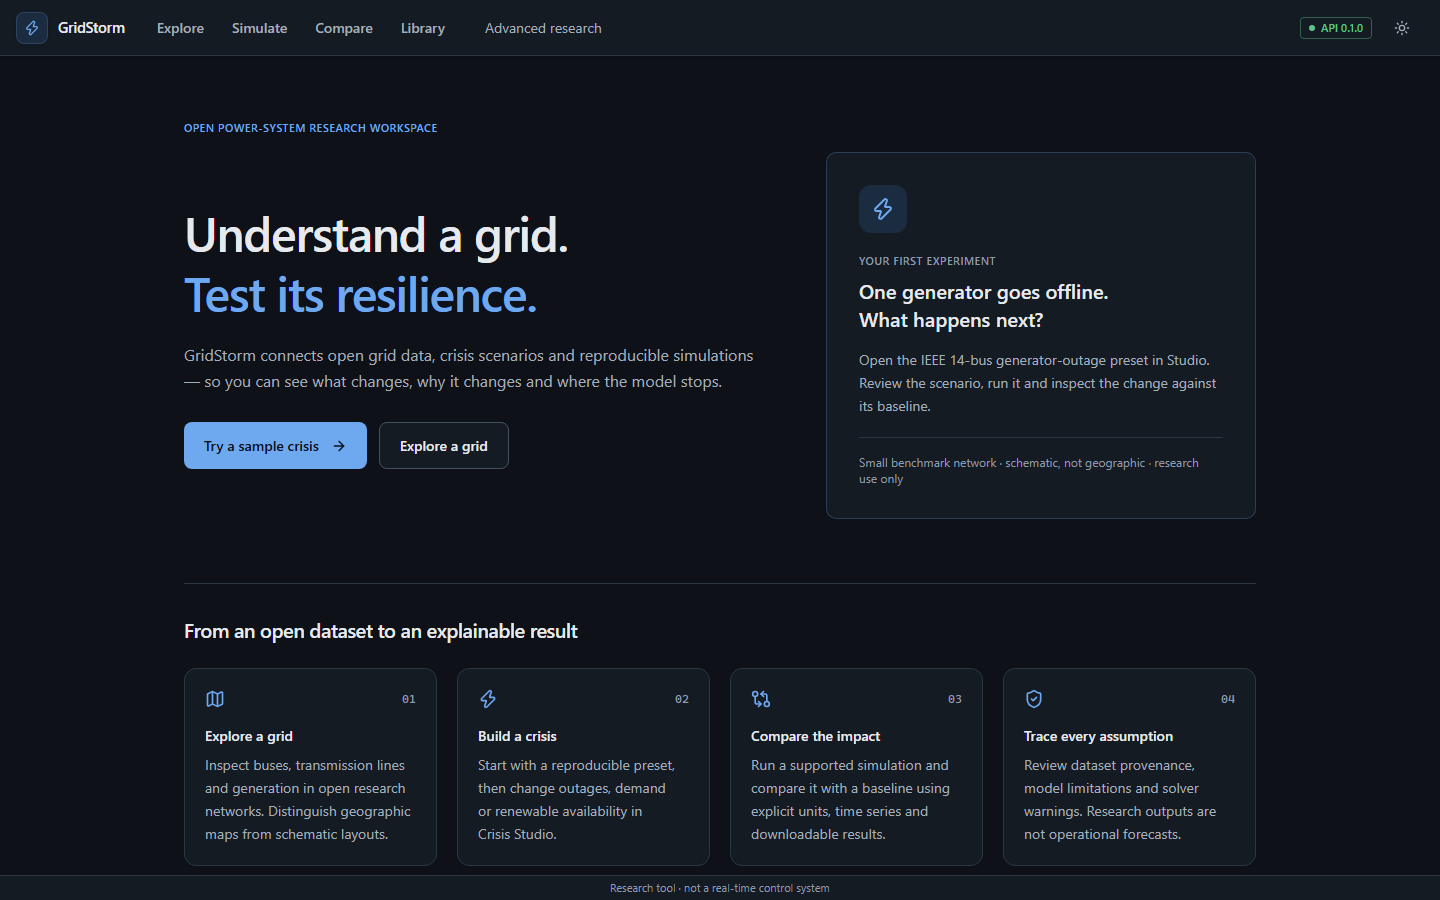 GridStorm
Explore
Simulate
Compare
Library
Advanced research
API 0.1.0
OPEN POWER-SYSTEM RESEARCH WORKSPACE
Understand a grid.
Test its resilience.
GridStorm connects open grid data, crisis scenarios and reproducible simulations
— so you can see what changes, why it changes and where the model stops.
Try a sample crisis →
Explore a grid
YOUR FIRST EXPERIMENT
One generator goes offline.
What happens next?
Open the IEEE 14-bus generator-outage preset in Studio.
Review the scenario, run it and inspect the change against
its baseline.
Small benchmark network · schematic, not geographic · research
use only
From an open dataset to an explainable result
01
Explore a grid
Inspect buses, transmission lines
and generation in open research
networks. Distinguish geographic
maps from schematic layouts.
02
Build a crisis
Start with a reproducible preset,
then change outages, demand
or renewable availability in
Crisis Studio.
03
Compare the impact
Run a supported simulation and
compare it with a baseline using
explicit units, time series and
downloadable results.
04
Trace every assumption
Review dataset provenance,
model limitations and solver
warnings. Research outputs are
not operational forecasts.
Research tool · not a real-time control system